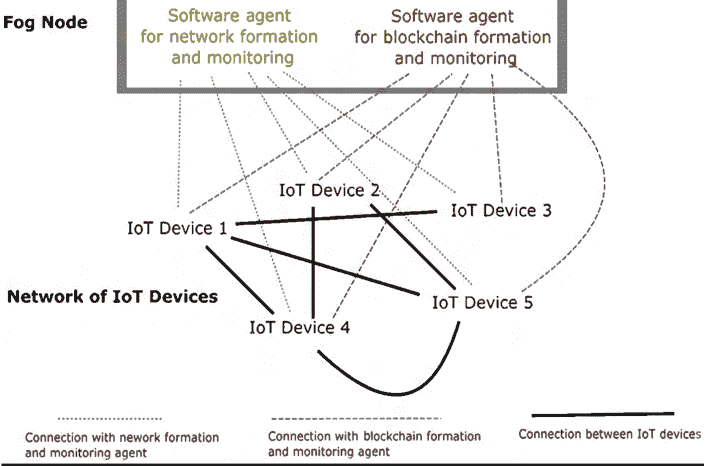 Fog Node
Software agent
for network formation
and monitoring
Software agent
for blockchain formation
and monitoring
IoT Device 2
IoT Device 3
IoT Device 1
Network of IoT Devices
IoT Device 5
IoT Device 4
Connection with nework formation
and monitoring agent
Connection with blockchain formation
and monitoring agent
Connection between IoT devices